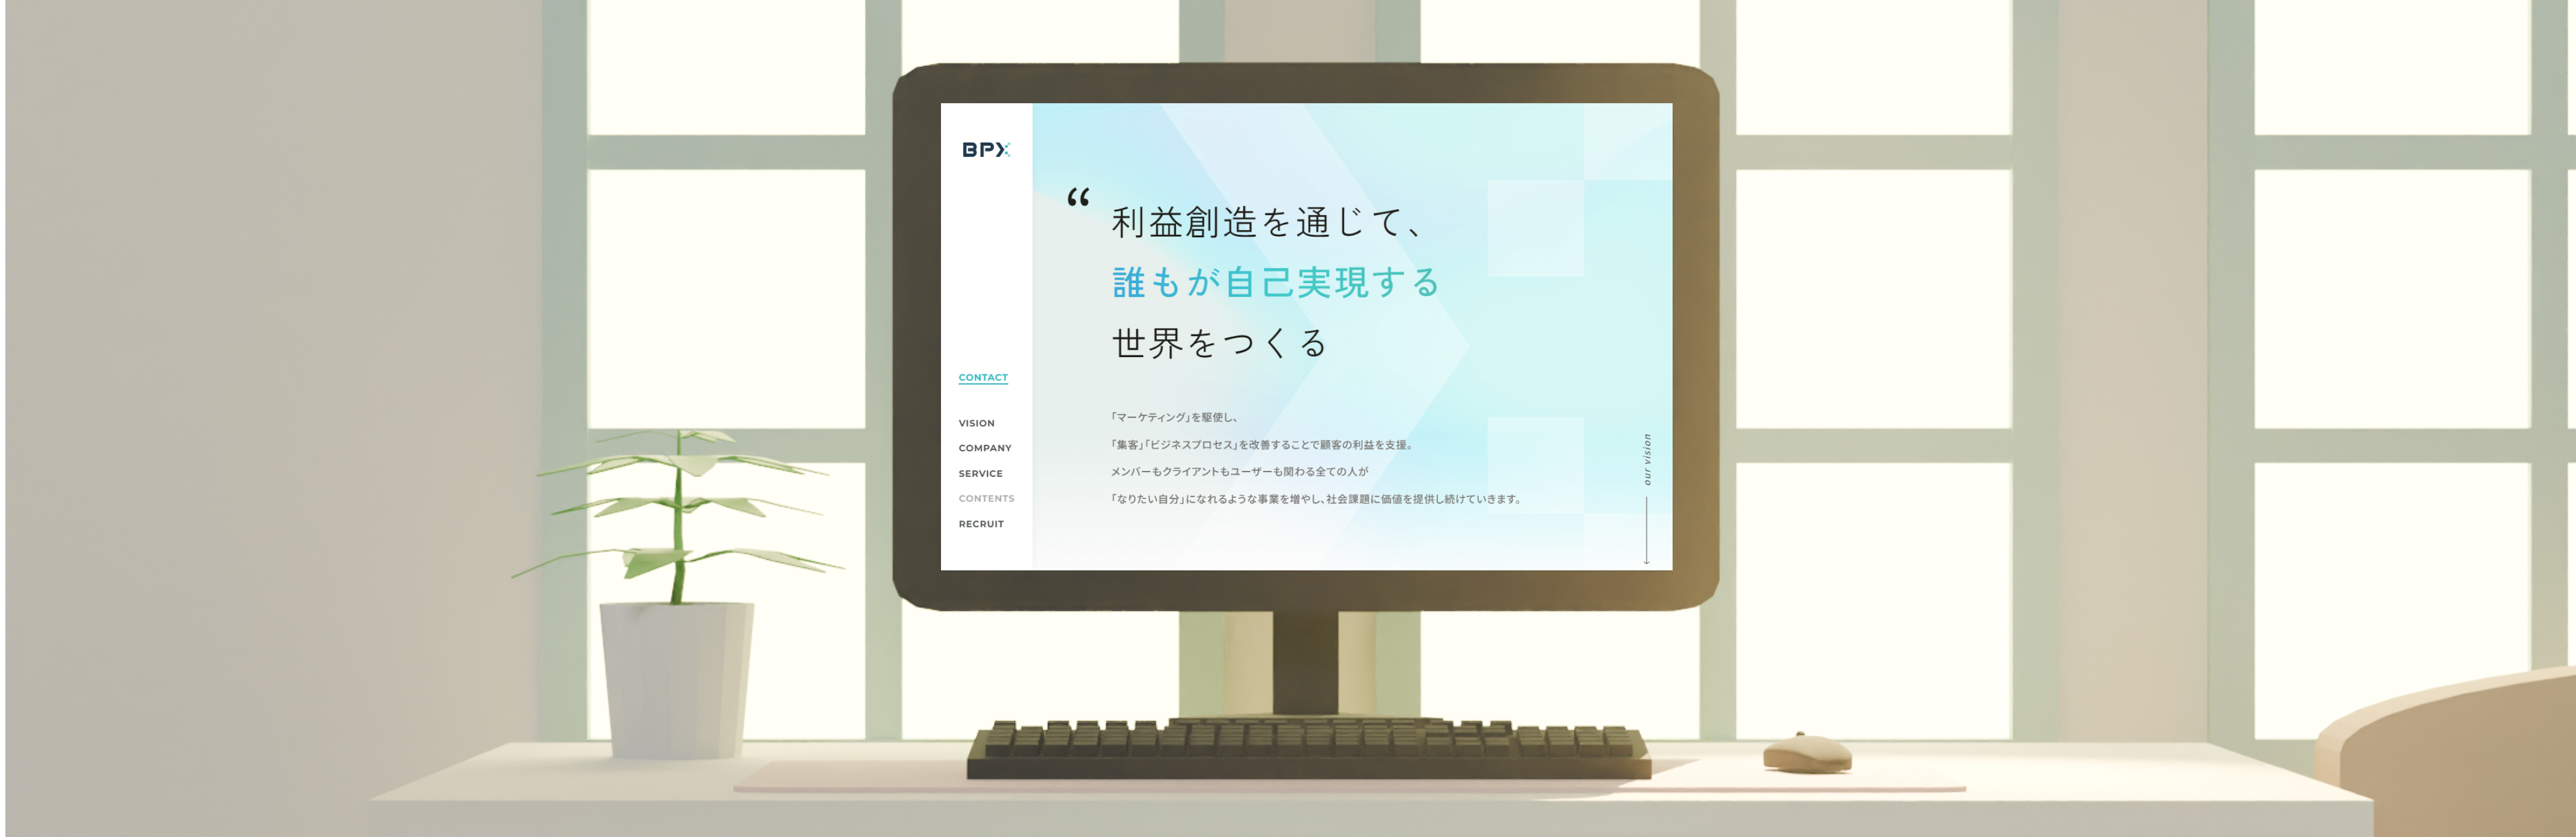 BPX
CONTACT
VISION
COMPANY
SERVICE
CONTENTS
RECRUIT
“
利益創造を通じて、
誰もが自己実現する
世界をつくる
「マーケティング」を駆使し、
「集客」「ビジネスプロセス」を改善することで顧客の利益を支援。
メンバーもクライアントもユーザーも関わる全ての人が
「なりたい自分」になれるような事業を増やし、社会課題に価値を提供し続けていきます。
our vision